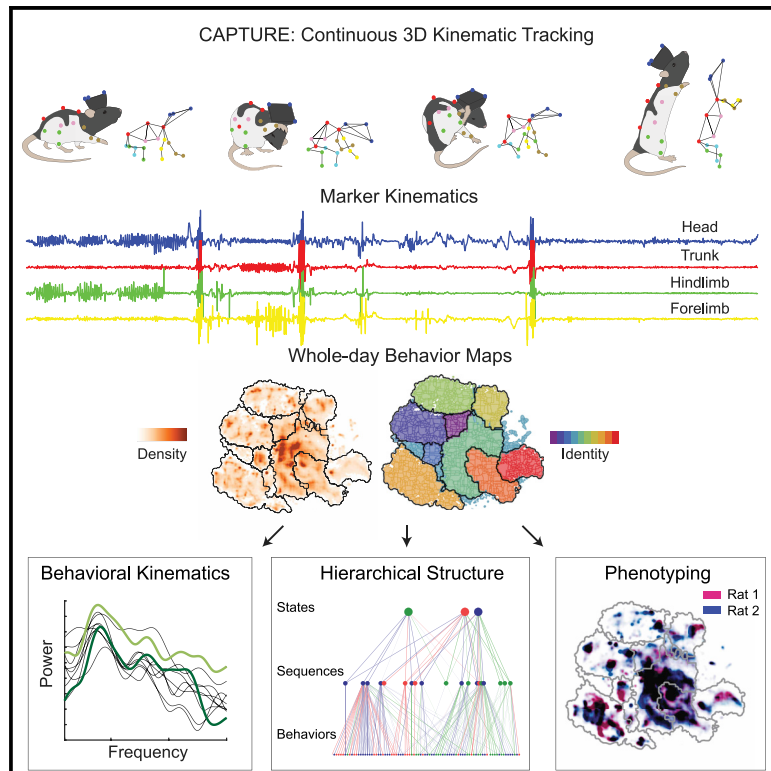 CAPTURE: Continuous 3D Kinematic Tracking
Marker Kinematics
Head
Trunk
Hindlimb
Forelimb
Whole-day Behavior Maps
Density
Identity
Behavioral Kinematics
Power
Frequency
Hierarchical Structure
States
Sequences
Behaviors
Phenotyping
Rat 1
Rat 2